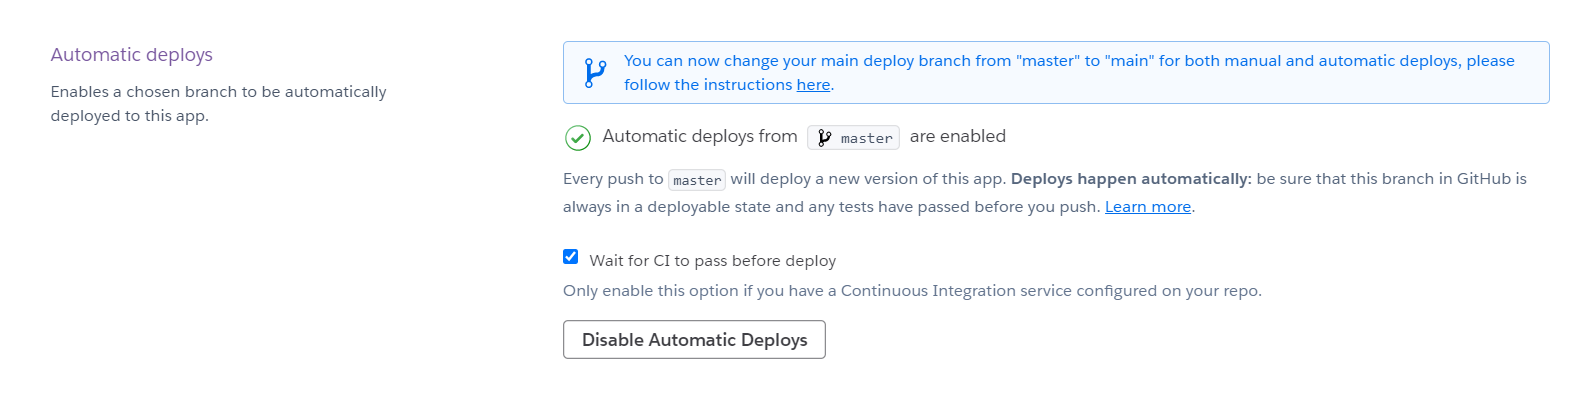 Automatic deploys
Enables a chosen branch to be automatically
deployed to this app.
You can now change your main deploy branch from "master" to "main" for both manual and automatic deploys, please
follow the instructions here.
Automatic deploys from master are enabled
Every push to master will deploy a new version of this app. Deploys happen automatically: be sure that this branch in GitHub is
always in a deployable state and any tests have passed before you push. Learn more.
Wait for CI to pass before deploy
Only enable this option if you have a Continuous Integration service configured on your repo.
Disable Automatic Deploys